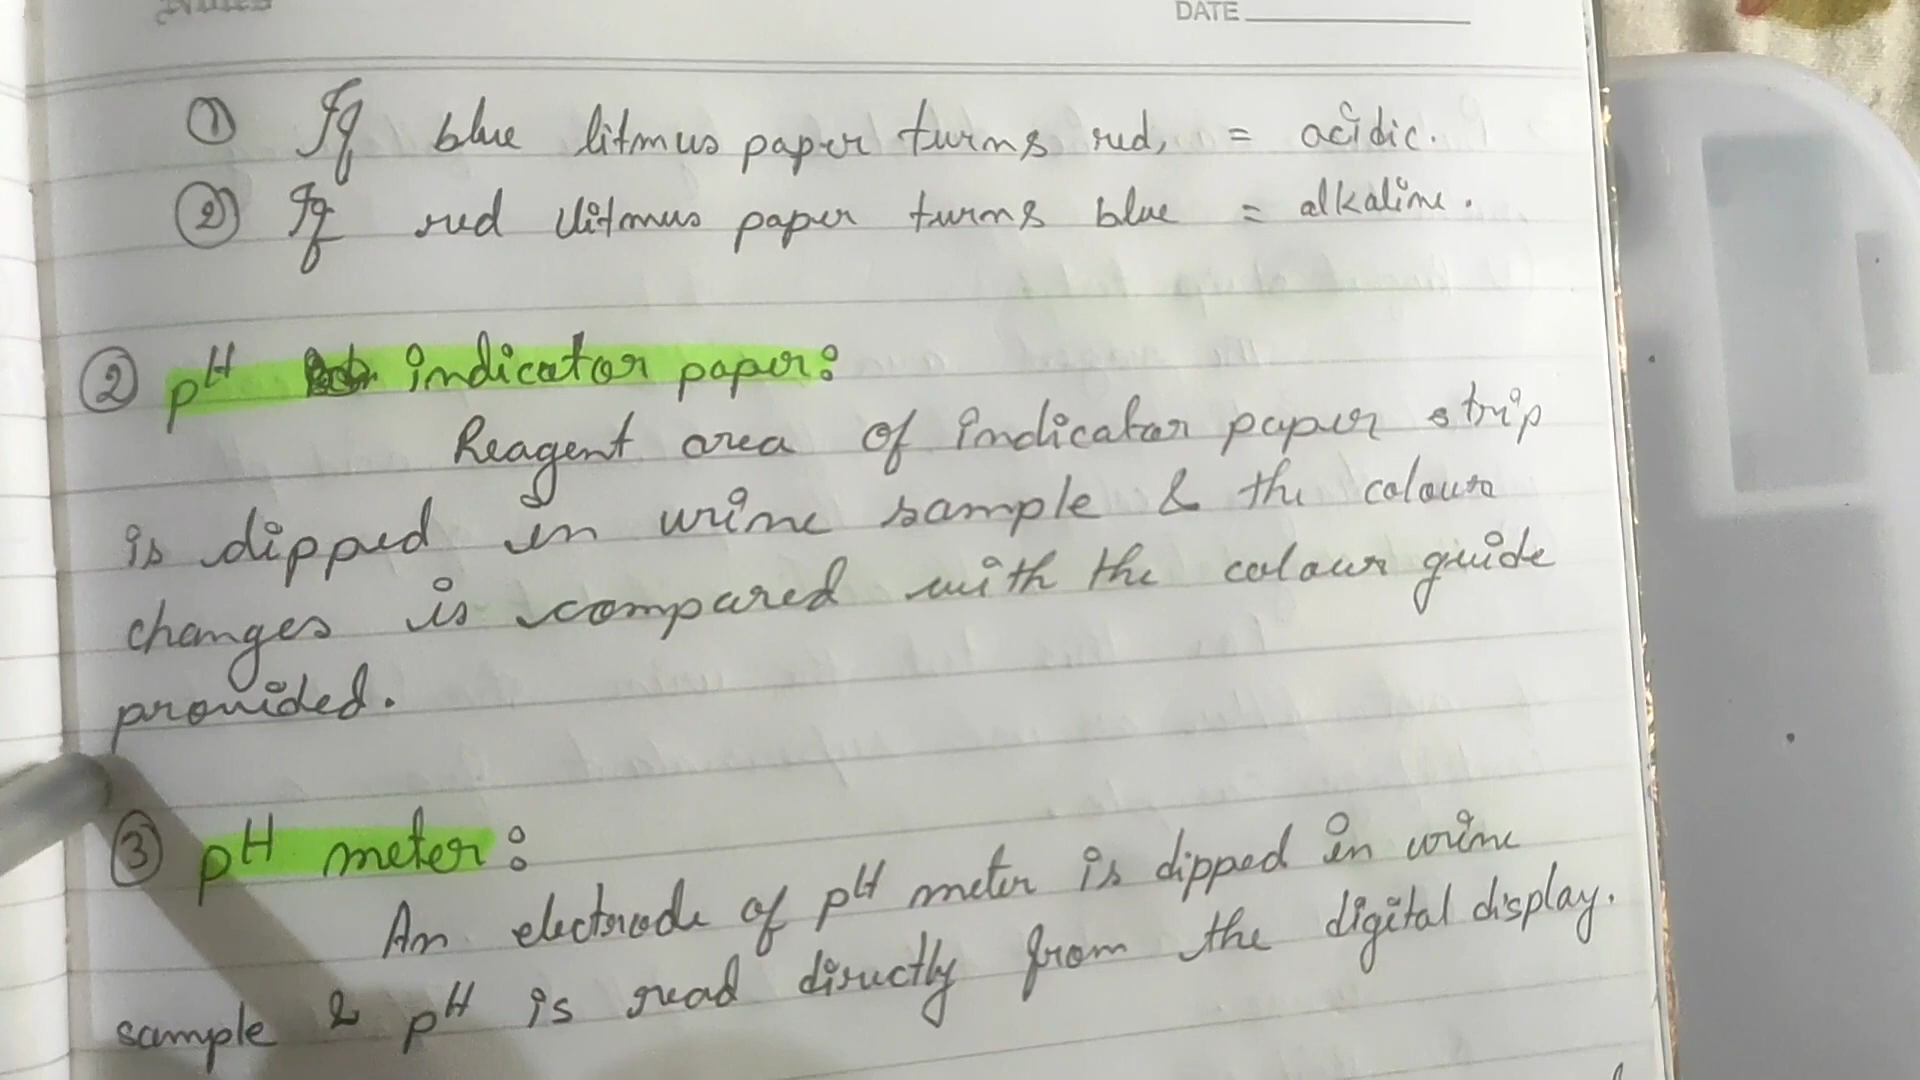 Notes
DATE
① If blue litmus paper turns red, = acidic.
② If red litmus paper turns blue = alkaline.
② pH indicator paper:
Reagent area of indicator paper strip
is dipped in urine sample & the colour
changes is compared with the colour guide
provided.
③ pH meter:
An electrode of pH meter is dipped in urine
sample & pH is read directly from the digital display.